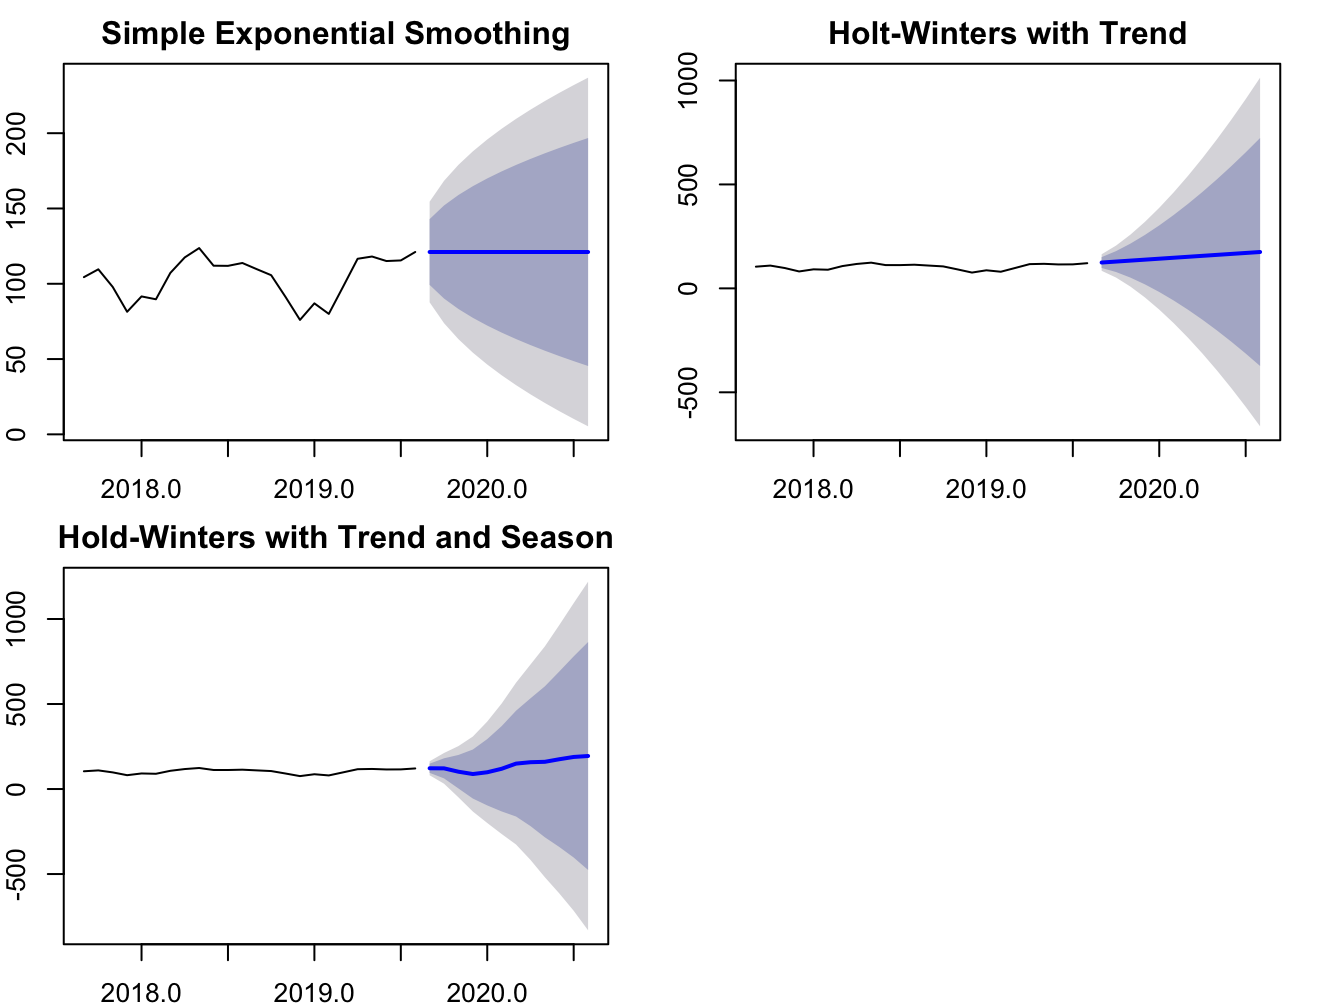 Simple Exponential Smoothing
200
150
100
50
0
2018.0 2019.0 2020.0
Holt-Winters with Trend
1000
500
0
-500
2018.0 2019.0 2020.0
Hold-Winters with Trend and Season
1000
500
0
-500
2018.0 2019.0 2020.0